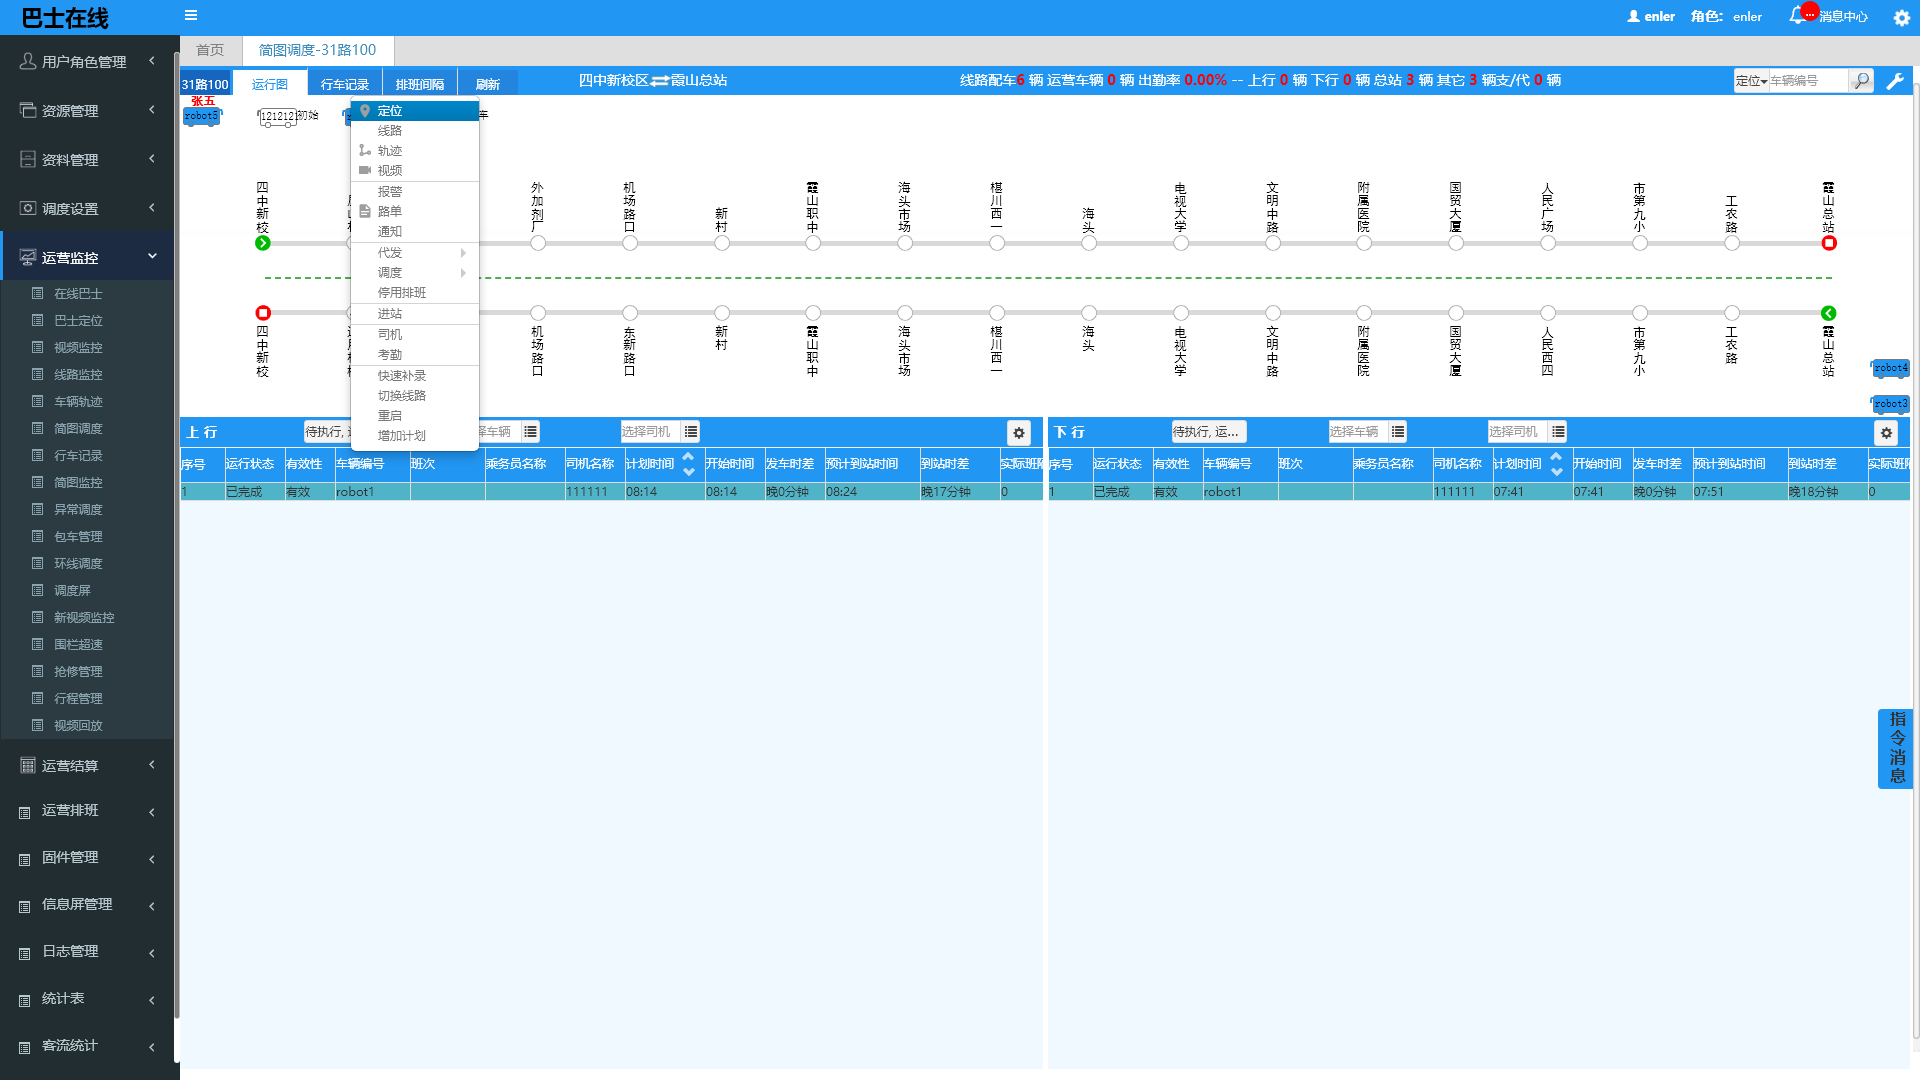 巴士在线
enler 角色: enler ... 消息中心
首页 简图调度-31路100
31路100 运行图 行车记录 排班间隔 刷新
四中新校区⇌霞山总站
线路配车6 辆 运营车辆 0 辆 出勤率 0.00% -- 上行 0 辆 下行 0 辆 总站 3 辆 其它 3 辆支/代 0 辆
定位 车辆编号
用户角色管理
资源管理
资料管理
调度设置
运营监控
在线巴士
巴士定位
视频监控
线路监控
车辆轨迹
简图调度
行车记录
简图监控
异常调度
包车管理
环线调度
调度屏
新视频监控
围栏超速
抢修管理
行程管理
视频回放
运营结算
运营排班
固件管理
信息屏管理
日志管理
统计表
客流统计
张五
robot5
1212121 初始
车
定位
线路
轨迹
视频
报警
路单
通知
代发
调度
停用排班
进站
司机
考勤
快速补录
切换线路
重启
增加计划
四中新校
外加剂厂
机场路口
新村
霞山职中
海头市场
椹川西一
海头
电视大学
文明中路
附属医院
国贸大厦
人民广场
市第九小
工农路
霞山总站
四中新校
机场路口
东新路口
新村
霞山职中
海头市场
椹川西一
海头
电视大学
文明中路
附属医院
国贸大厦
人民西四
市第九小
工农路
霞山总站
robot4
robot3
上行 待执行, 择车辆 选择司机
序号 运行状态 有效性 车辆编号 班次 乘务员名称 司机名称 计划时间 开始时间 发车时差 预计到站时间 到站时差 实际班
1 已完成 有效 robot1 111111 08:14 08:14 晚0分钟 08:24 晚17分钟 0
下行 待执行, 运... 选择车辆 选择司机
序号 运行状态 有效性 车辆编号 班次 乘务员名称 司机名称 计划时间 开始时间 发车时差 预计到站时间 到站时差 实际班
1 已完成 有效 robot1 111111 07:41 07:41 晚0分钟 07:51 晚18分钟 0
指令消息